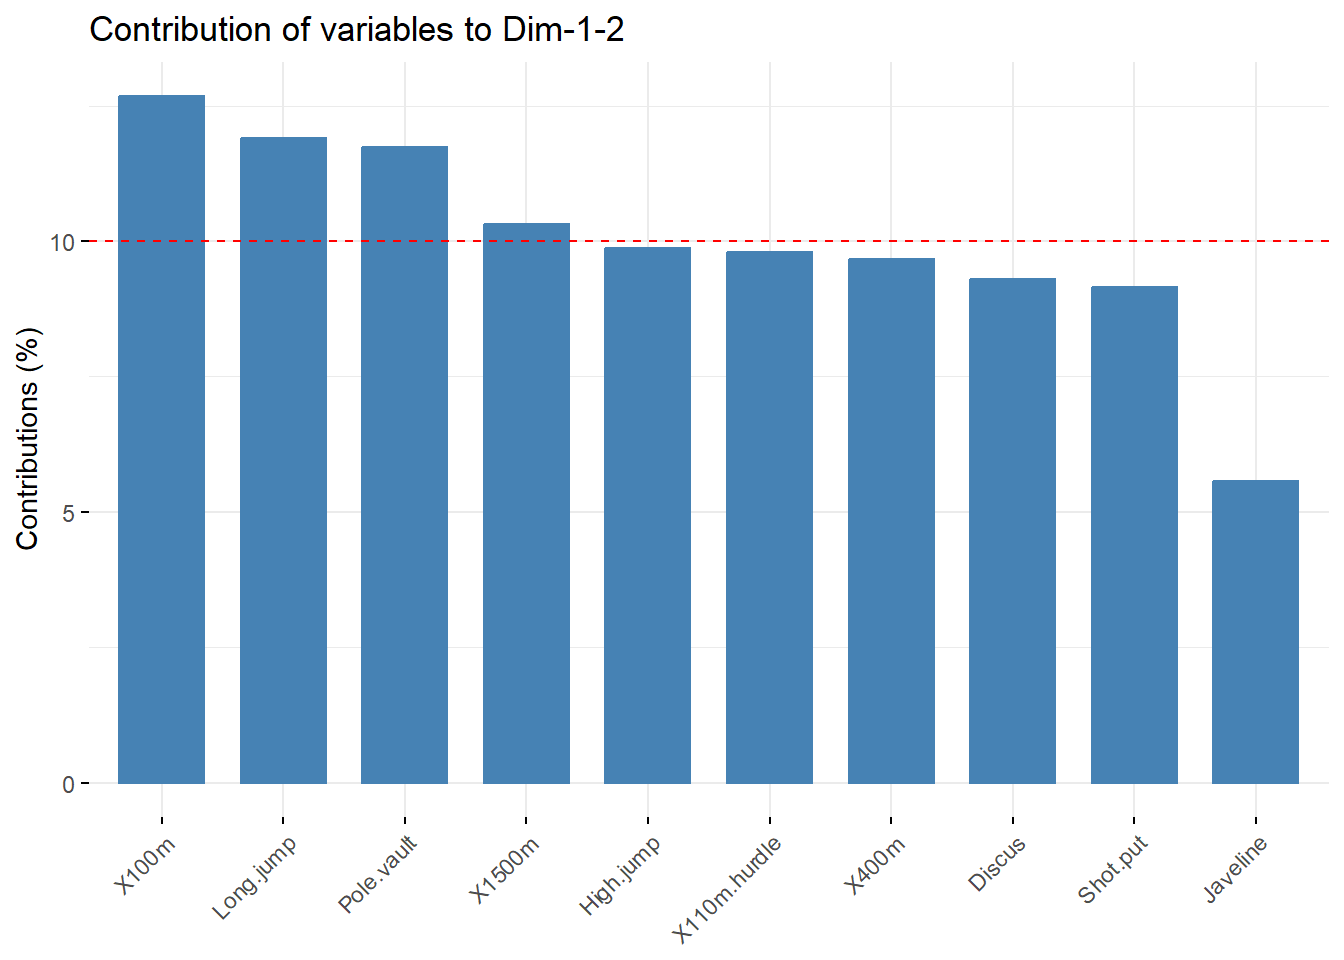 Contribution of variables to Dim-1-2
Contributions (%)
10
5
0
X100m
Long.jump
Pole.vault
X1500m
High.jump
X110m.hurdle
X400m
Discus
Shot.put
Javeline